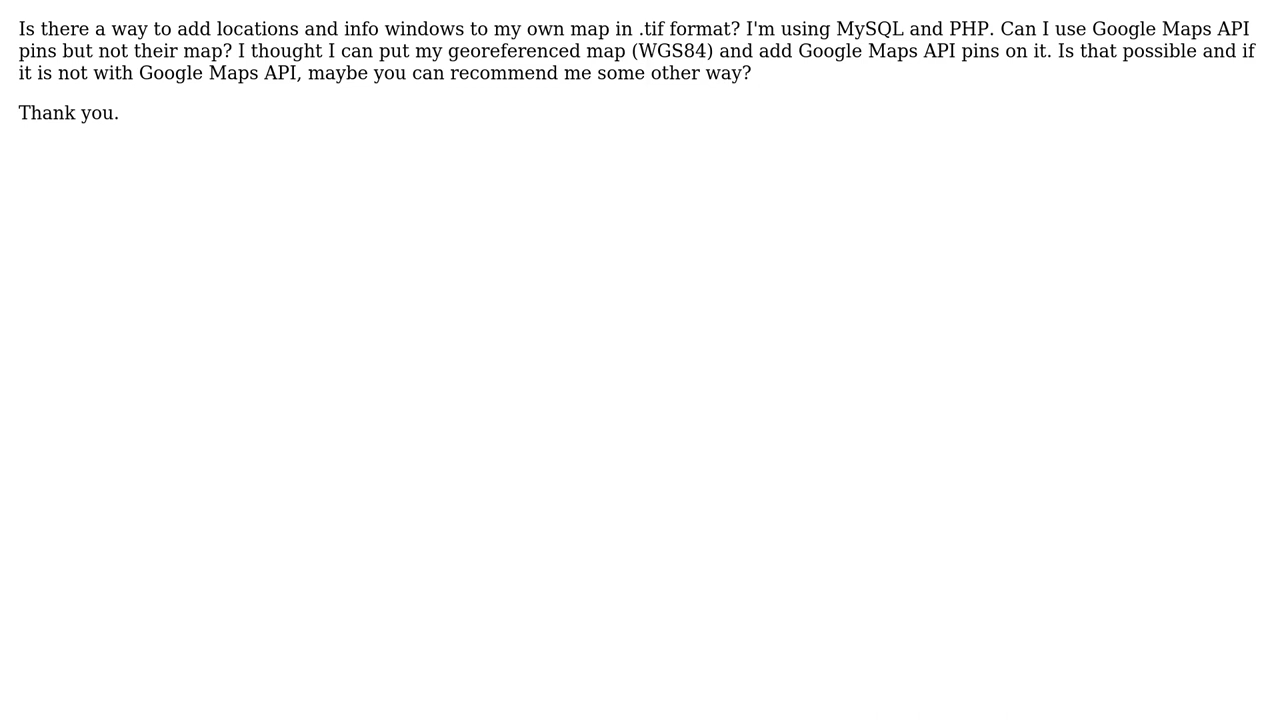 Is there a way to add locations and info windows to my own map in .tif format? I'm using MySQL and PHP. Can I use Google Maps API
pins but not their map? I thought I can put my georeferenced map (WGS84) and add Google Maps API pins on it. Is that possible and if
it is not with Google Maps API, maybe you can recommend me some other way?
Thank you.